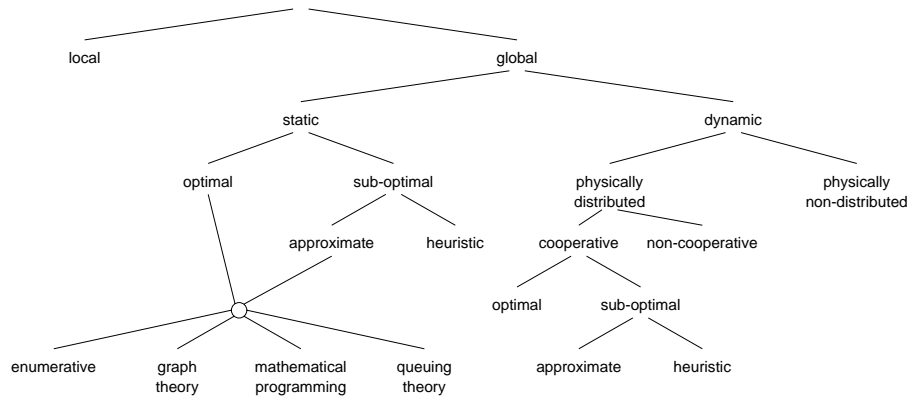 local
global
static
dynamic
optimal
sub-optimal
physically
distributed
physically
non-distributed
approximate
heuristic
cooperative
non-cooperative
optimal
sub-optimal
enumerative
graph
theory
mathematical
programming
queuing
theory
approximate
heuristic